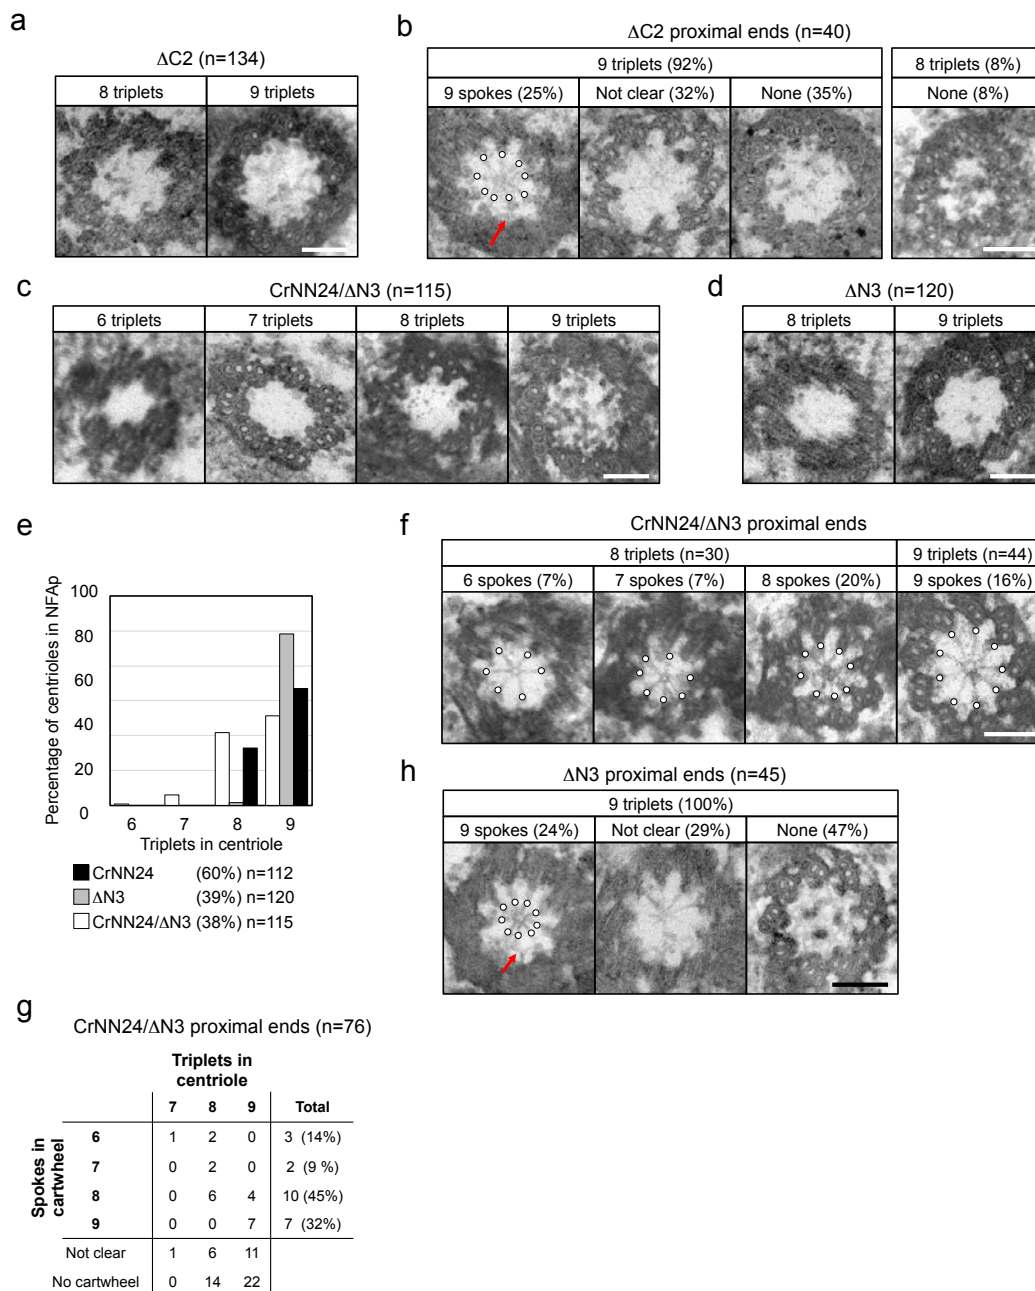 a
ΔC2 (n=134)
8 triplets
9 triplets
b
ΔC2 proximal ends (n=40)
9 triplets (92%)
8 triplets (8%)
9 spokes (25%)
Not clear (32%)
None (35%)
None (8%)
c
CrNN24/ΔN3 (n=115)
6 triplets
7 triplets
8 triplets
9 triplets
d
ΔN3 (n=120)
8 triplets
9 triplets
e
Percentage of centrioles in NFAp
100
80
60
40
20
0
6 7 8 9
Triplets in centriole
CrNN24 (60%) n=112
ΔN3 (39%) n=120
CrNN24/ΔN3 (38%) n=115
f
CrNN24/ΔN3 proximal ends
8 triplets (n=30)
9 triplets (n=44)
6 spokes (7%)
7 spokes (7%)
8 spokes (20%)
9 spokes (16%)
h
ΔN3 proximal ends (n=45)
9 triplets (100%)
9 spokes (24%)
Not clear (29%)
None (47%)
g
CrNN24/ΔN3 proximal ends (n=76)
Triplets in
centriole
7 8 9 Total
Spokes in
cartwheel
6 1 2 0 3 (14%)
7 0 2 0 2 (9 %)
8 0 6 4 10 (45%)
9 0 0 7 7 (32%)
Not clear 1 6 11
No cartwheel 0 14 22